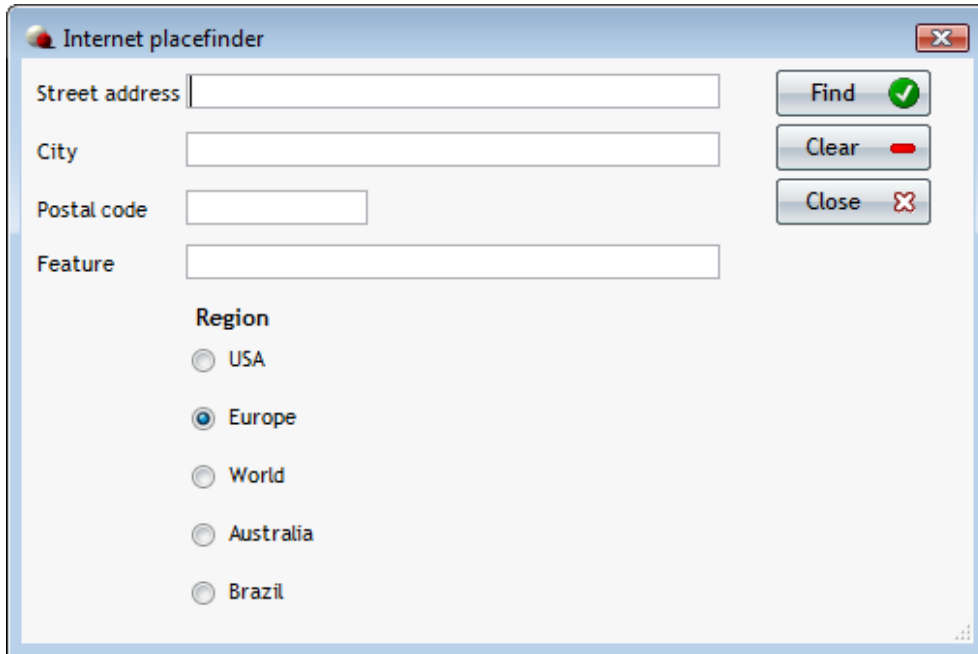 Internet placefinder
Street address
Find
City
Clear
Postal code
Close
Feature
Region
USA
Europe
World
Australia
Brazil